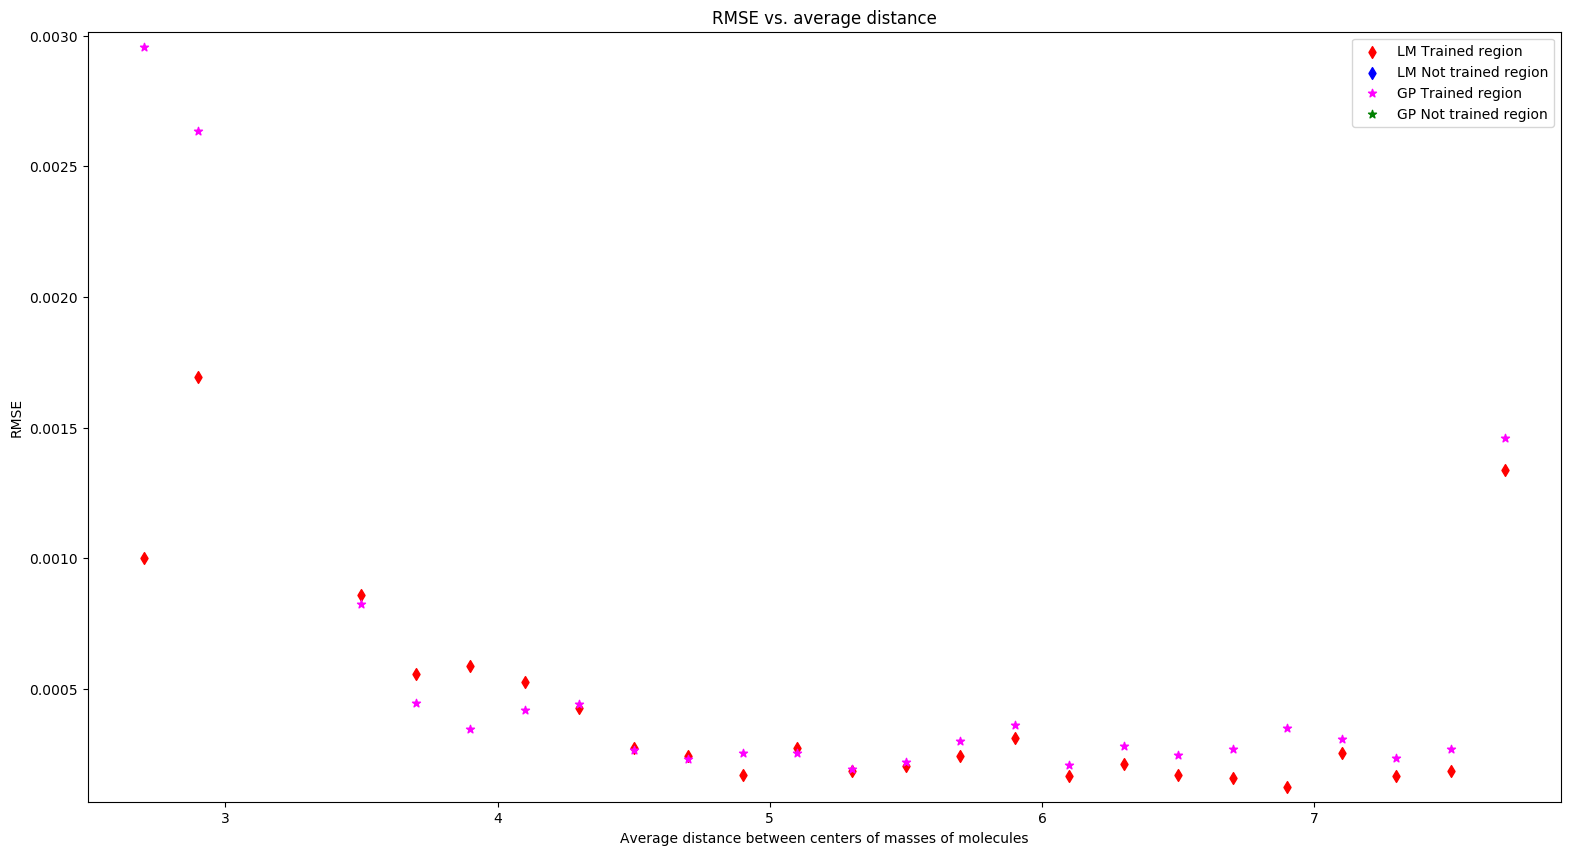 RMSE vs. average distance
LM Trained region
LM Not trained region
GP Trained region
GP Not trained region
0.0030
0.0025
0.0020
0.0015
0.0010
0.0005
RMSE
3 4 5 6 7
Average distance between centers of masses of molecules